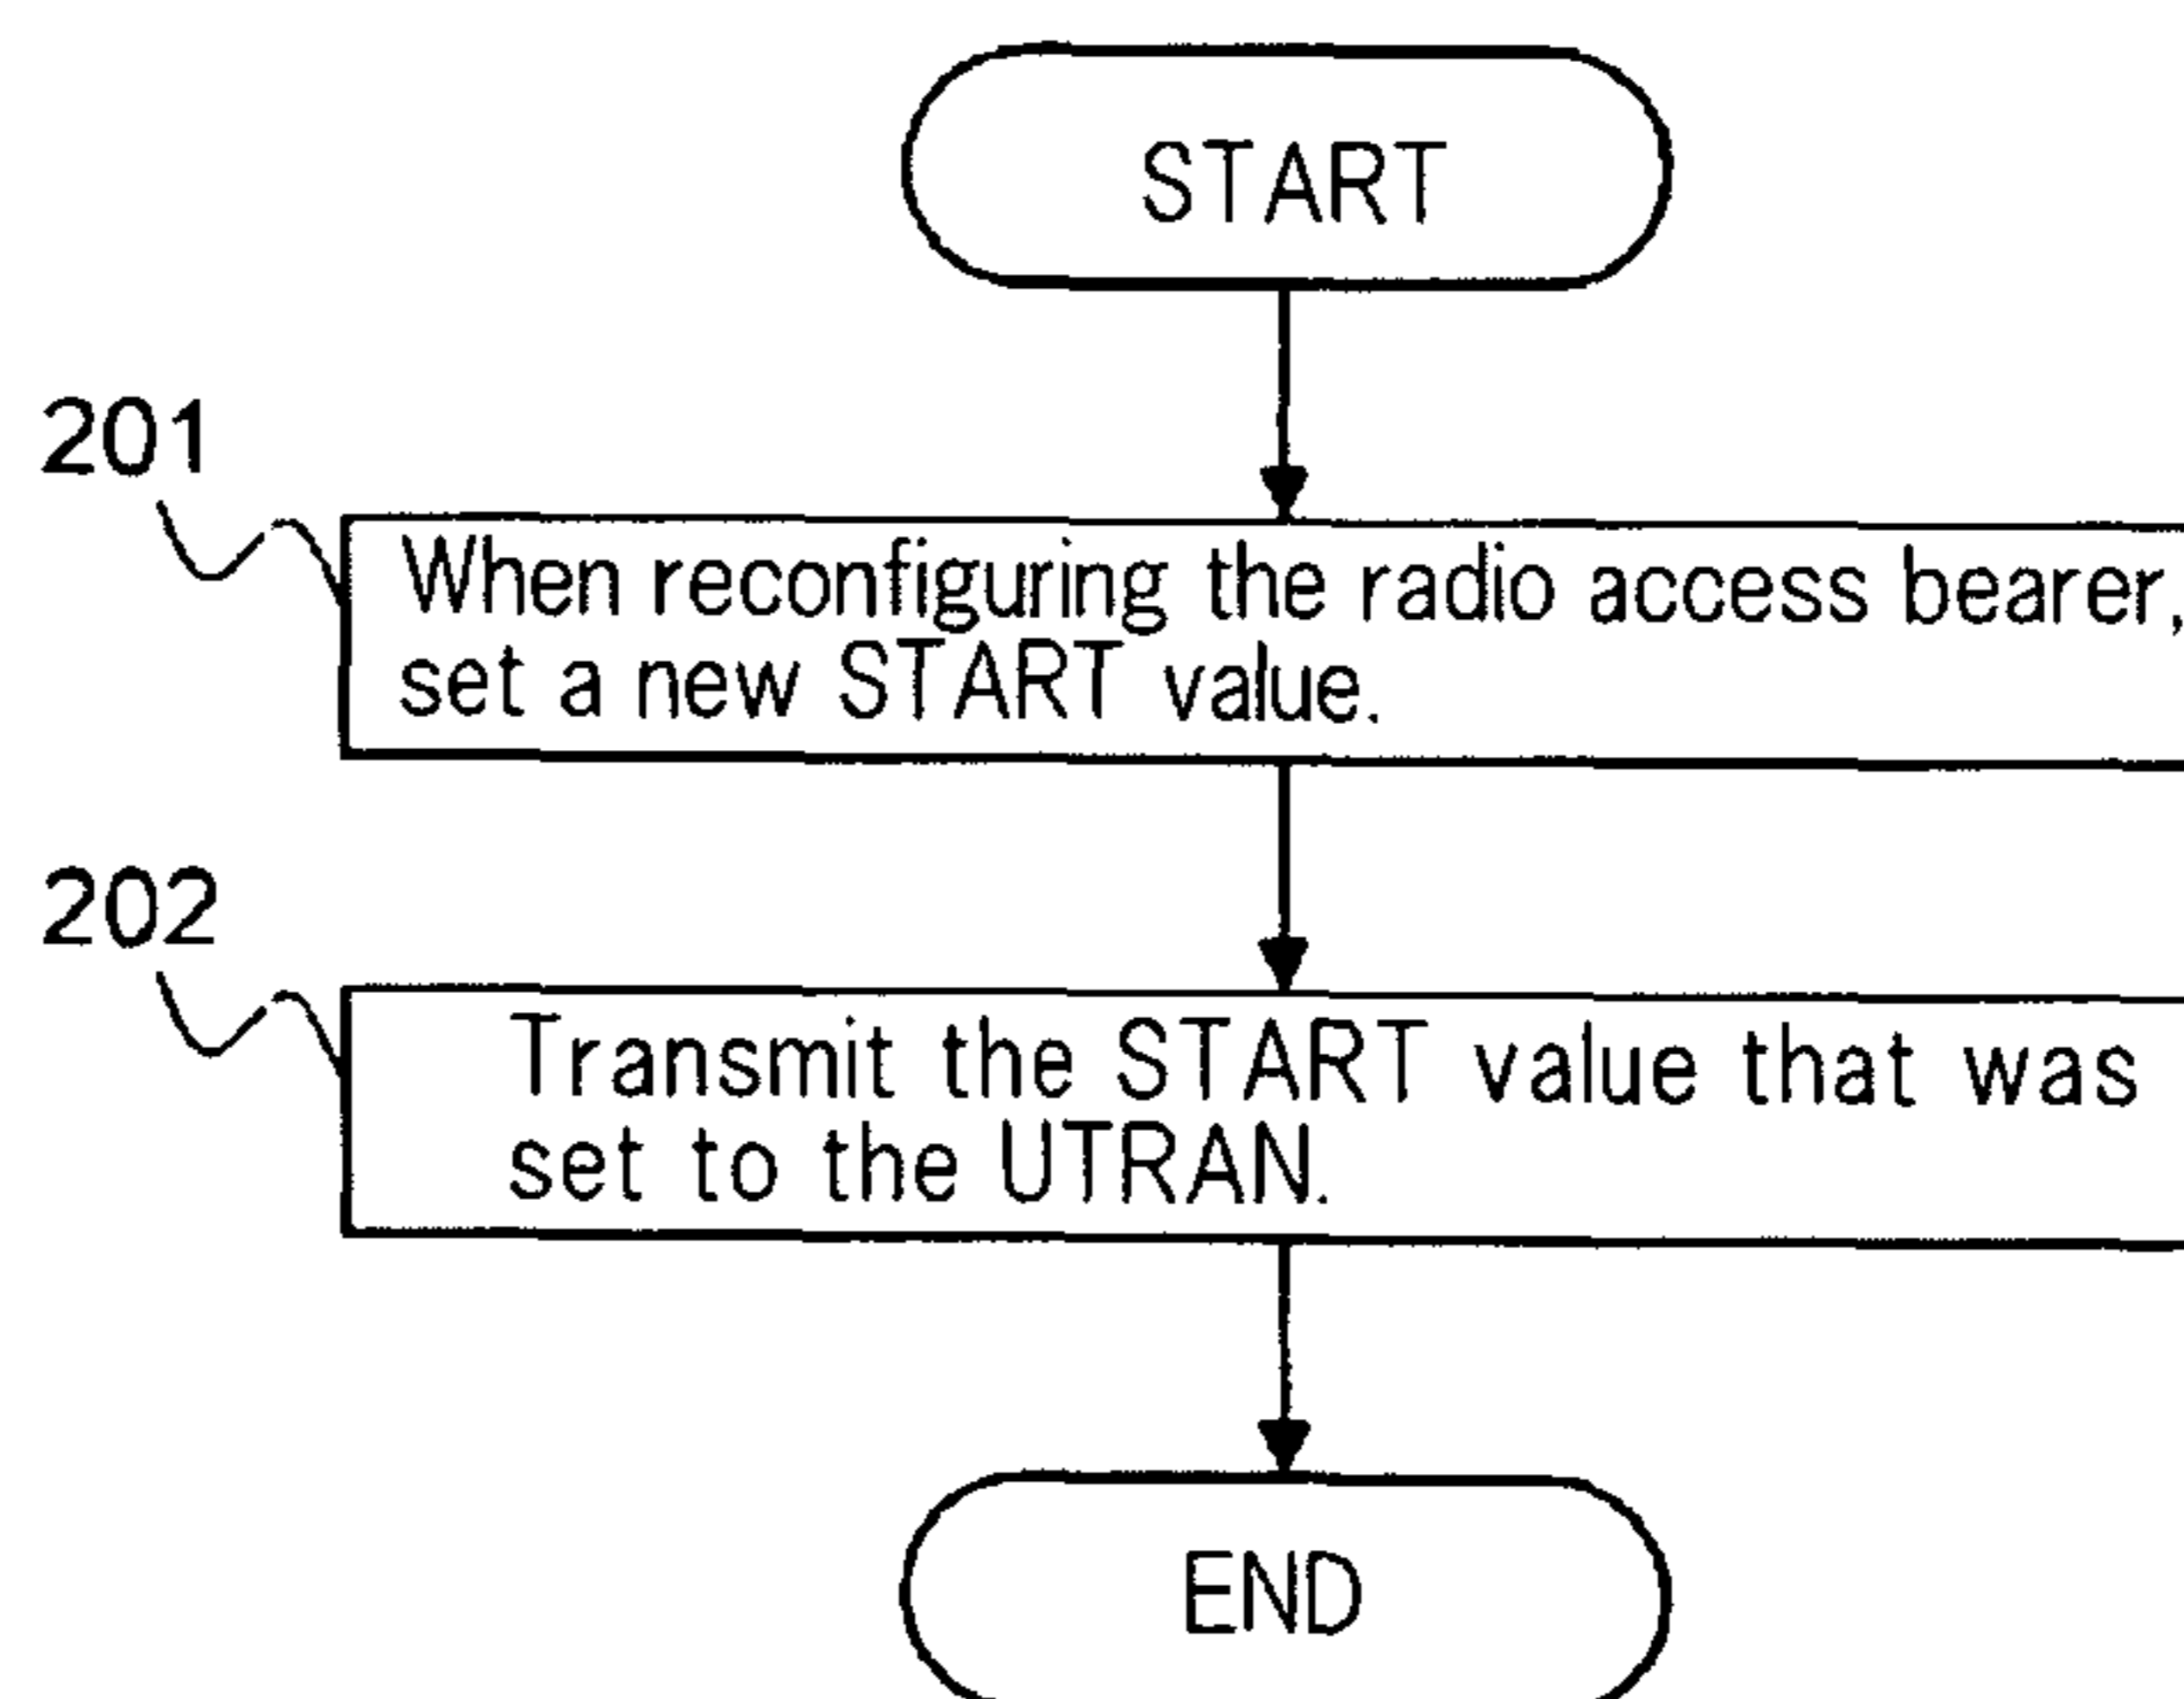 START
201
When reconfiguring the radio access bearer,
set a new START value.
202
Transmit the START value that was
set to the UTRAN.
END